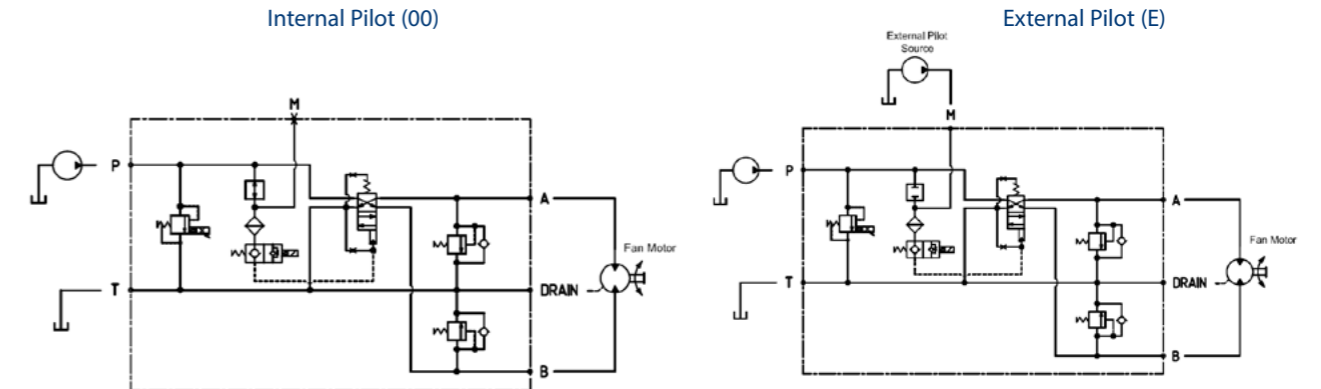 Internal Pilot (00)
M
P
A
Fan Motor
T
DRAIN
B
External Pilot (E)
External Pilot
Source
M
P
A
Fan Motor
T
DRAIN
B